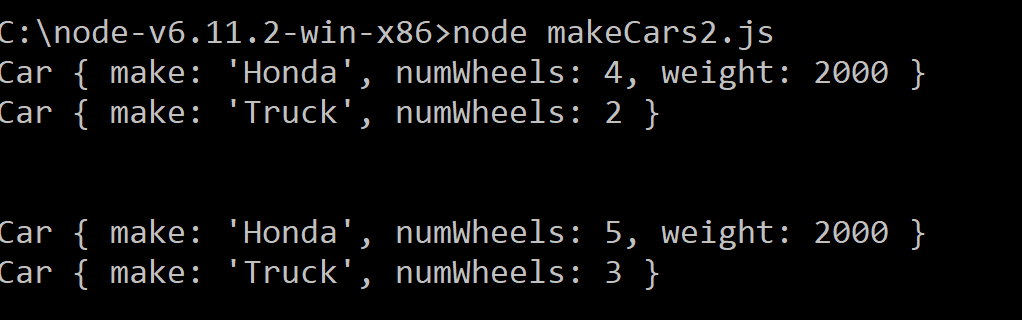 C:\node-v6.11.2-win-x86>node makeCars2.js
Car { make: 'Honda', numWheels: 4, weight: 2000 }
Car { make: 'Truck', numWheels: 2 }
Car { make: 'Honda', numWheels: 5, weight: 2000 }
Car { make: 'Truck', numWheels: 3 }